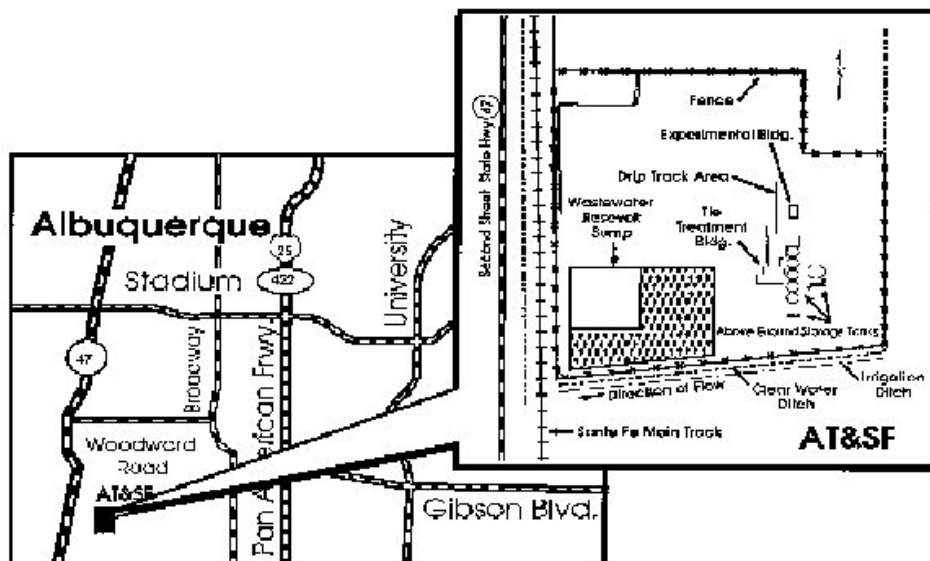 Albuquerque
25
422
Stadium
University
47
Broadway
Pan American Frwy
Woodward
Road
AT&SF
Gibson Blvd.
Second Street State Hwy 47
Fence
Experimental Bldg.
Drip Track Area
Wastewater
Reservoir
Sump
Tie
Treatment
Bldg.
Above Ground Storage Tanks
Direction of Flow
Clear Water
Ditch
Irrigation
Ditch
Santa Fe Main Track
AT&SF